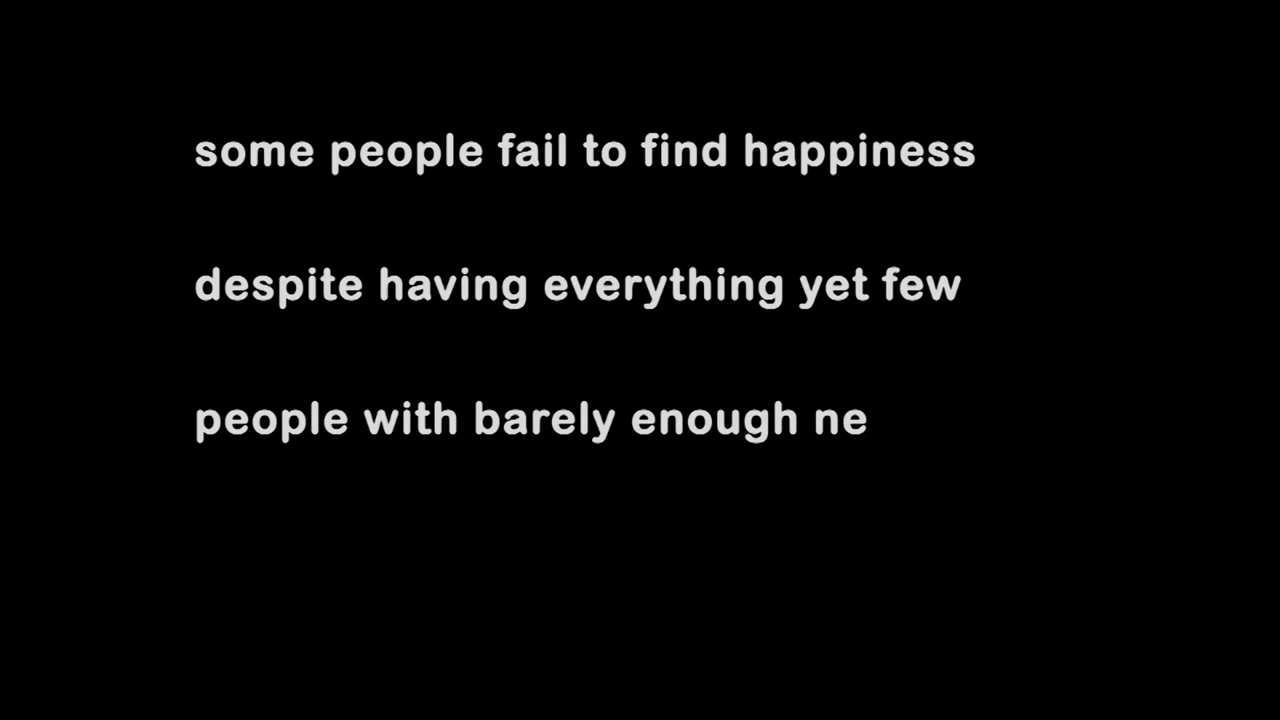 some people fail to find happiness
despite having everything yet few
people with barely enough ne